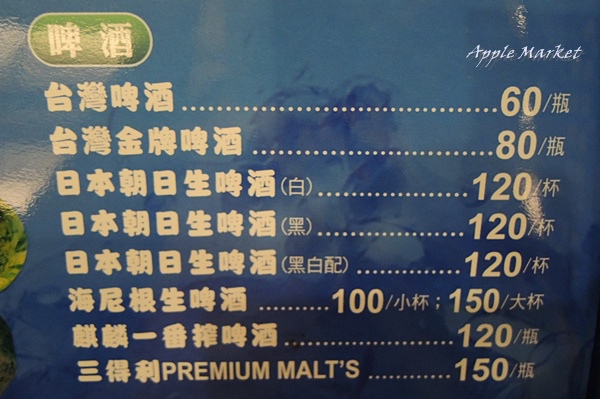 啤酒
Apple Market
台灣啤酒................................60/瓶
台灣金牌啤酒.........................80/瓶
日本朝日生啤酒(白)................120/杯
日本朝日生啤酒(黑)................120/杯
日本朝日生啤酒(黑白配)...........120/杯
海尼根生啤酒..........100/小杯；150/大杯
麒麟一番搾啤酒..................120/瓶
三得利PREMIUM MALT'S...........150/瓶